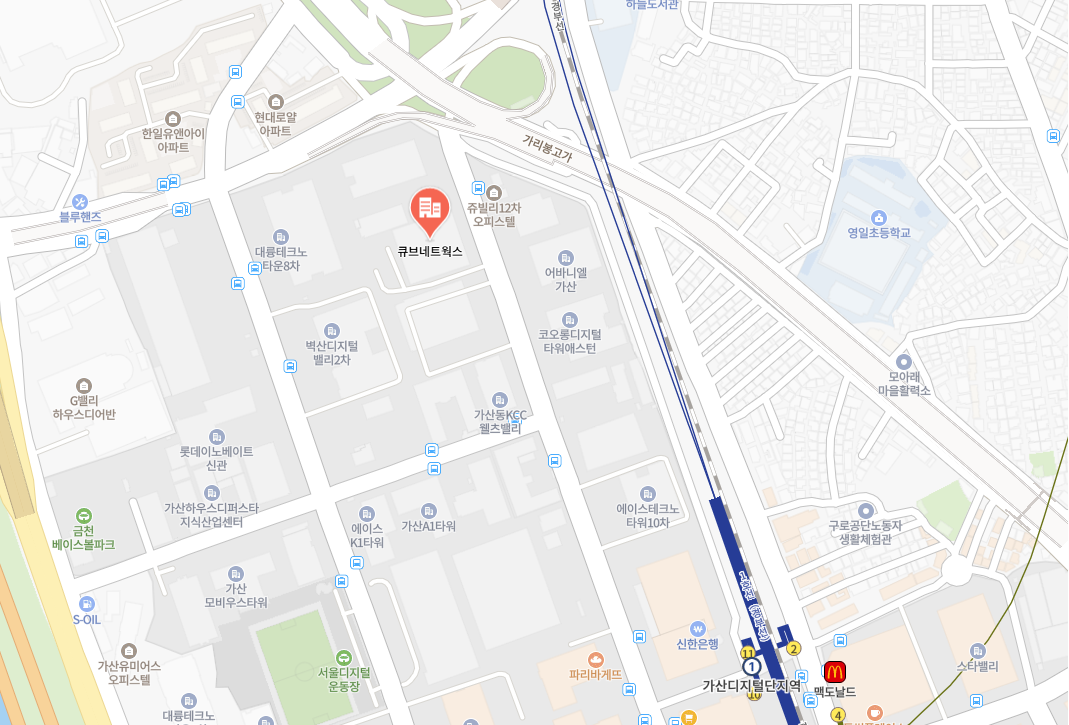 경부선
하늘도서관
현대로얄
아파트
한일유앤아이
아파트
가리봉고가
블루핸즈
쥬빌리12차
오피스텔
영일초등학교
대륭테크노
타운8차
큐브네트웍스
어바니엘
가산
벽산디지털
밸리2차
코오롱디지털
타워애스턴
모아래
마을활력소
G밸리
하우스디어반
가산동KCC
웰츠밸리
롯데이노베이트
신관
가산하우스디퍼스타
지식산업센터
에이스
K1타워
가산A1타워
에이스테크노
타워10차
구로공단노동자
생활체험관
금천
베이스볼파크
가산
모비우스타워
S-OIL
신한은행
2
11
1
가산디지털단지역
10
4
맥도날드
스타밸리
가산유미어스
오피스텔
서울디지털
운동장
파리바게뜨
대륭테크노